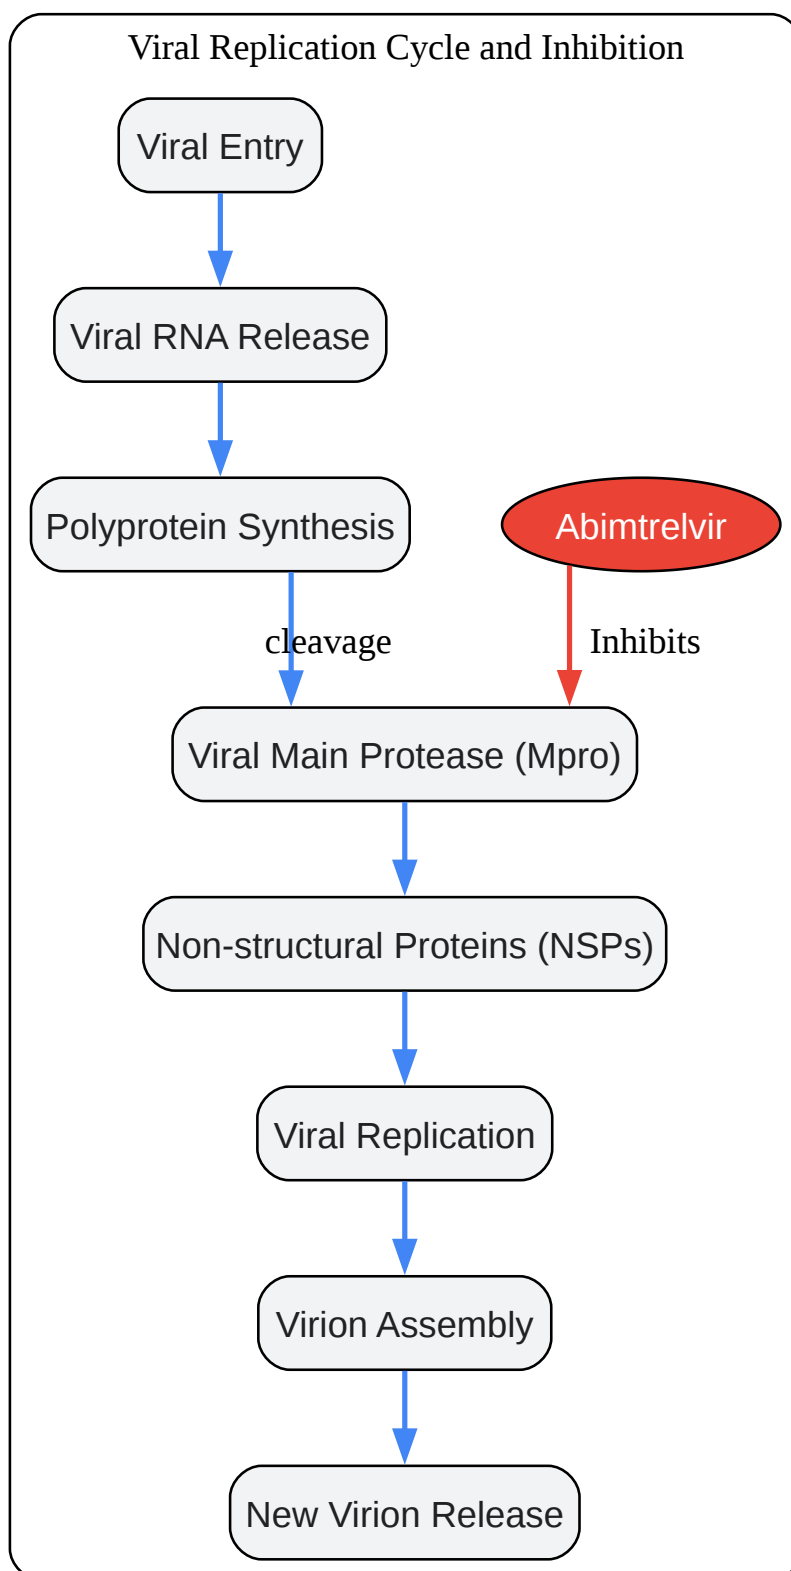 Viral Replication Cycle and Inhibition
Viral Entry
Viral RNA Release
Polyprotein Synthesis
Abimtrelvir
cleavage
Inhibits
Viral Main Protease (Mpro)
Non-structural Proteins (NSPs)
Viral Replication
Virion Assembly
New Virion Release